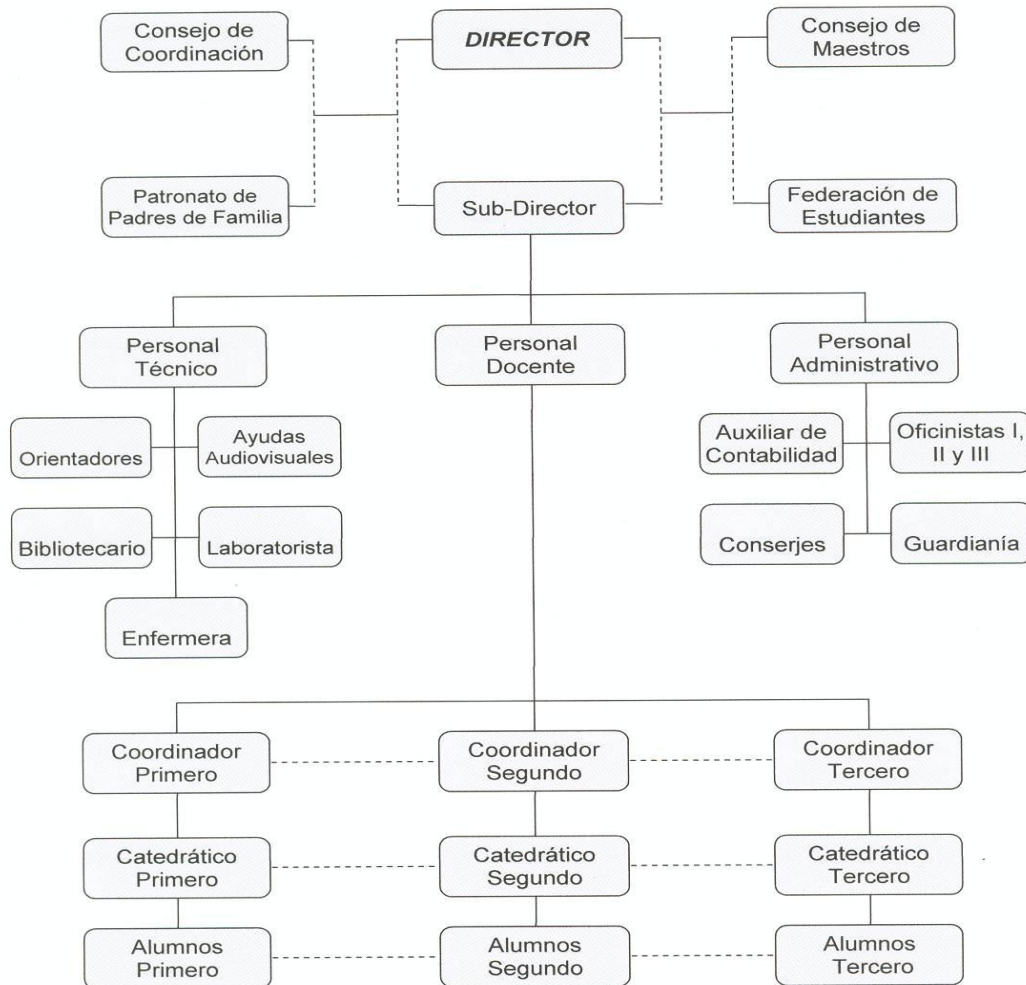 Consejo de
Coordinación
DIRECTOR
Consejo de
Maestros
Patronato de
Padres de Familia
Sub-Director
Federación de
Estudiantes
Personal
Técnico
Personal
Docente
Personal
Administrativo
Orientadores
Ayudas
Audiovisuales
Auxiliar de
Contabilidad
Oficinistas I,
II y III
Bibliotecario
Laboratorista
Conserjes
Guardianía
Enfermera
Coordinador
Primero
Coordinador
Segundo
Coordinador
Tercero
Catedrático
Primero
Catedrático
Segundo
Catedrático
Tercero
Alumnos
Primero
Alumnos
Segundo
Alumnos
Tercero